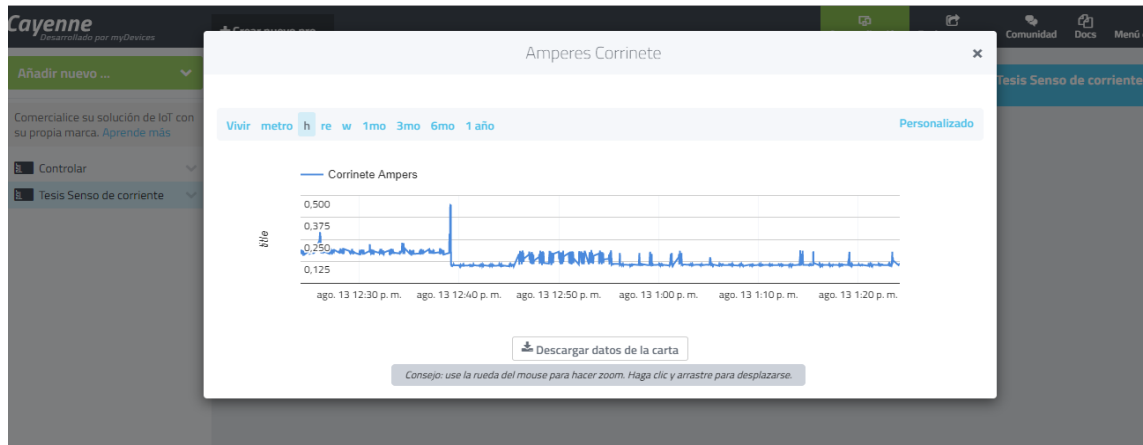 Cayenne
Desarrollado por myDevices
+ Crear nuevo pro
Comunidad
Docs
Menú
Añadir nuevo ...
Comercialice su solución de IoT con
su propia marca. Aprende más
Controlar
Tesis Senso de corriente
Tesis Senso de corriente
Amperes Corrinete
×
Vivir metro h re w 1mo 3mo 6mo 1 año
Personalizado
Corrinete Ampers
title
0,500
0,375
0,250
0,125
ago. 13 12:30 p. m. ago. 13 12:40 p. m. ago. 13 12:50 p. m. ago. 13 1:00 p. m. ago. 13 1:10 p. m. ago. 13 1:20 p. m.
Descargar datos de la carta
Consejo: use la rueda del mouse para hacer zoom. Haga clic y arrastre para desplazarse.